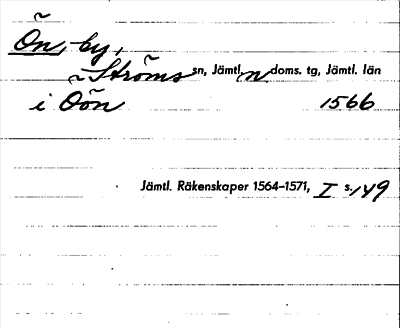 Ön, by,
Ströms sn, Jämtl. n doms. tg, Jämtl. län
i Öön 1566
Jämtl. Räkenskaper 1564–1571, I s. 149